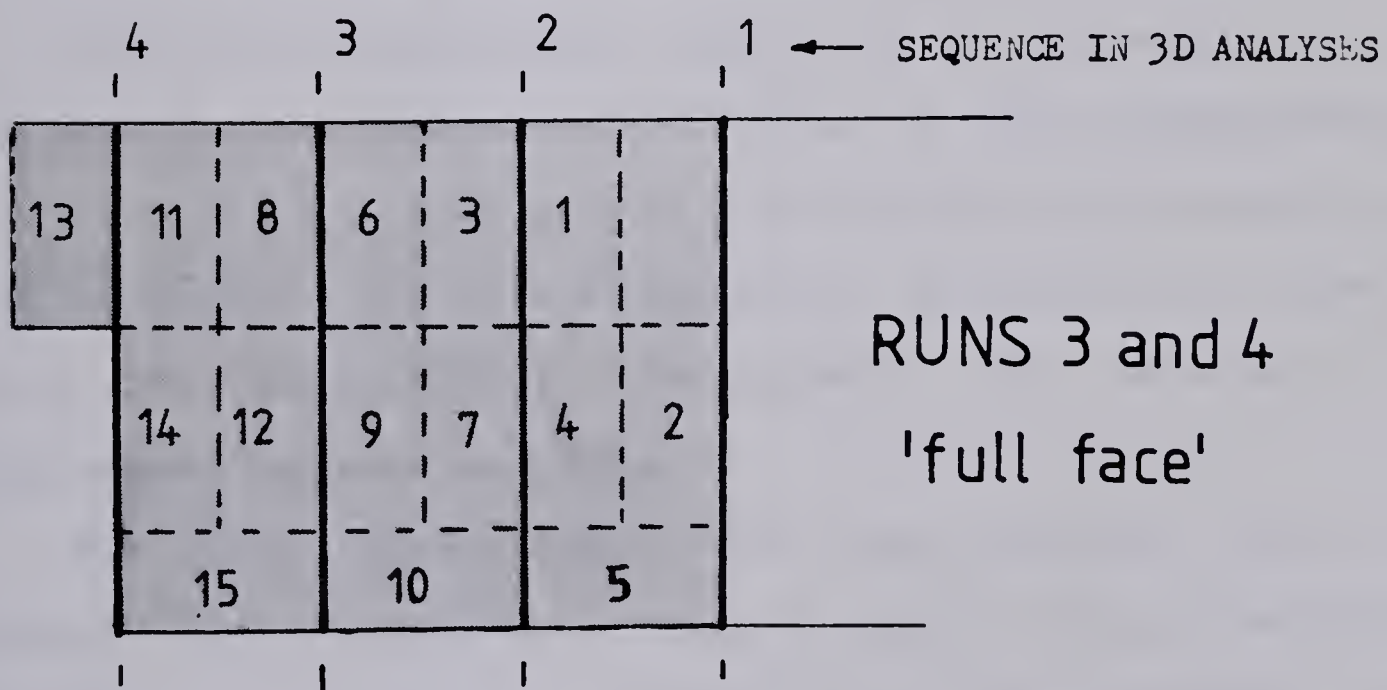 4 3 2 1 ← SEQUENCE IN 3D ANALYSES
13 11 8 6 3 1
RUNS 3 and 4
14 12 9 7 4 2
'full face'
15 10 5